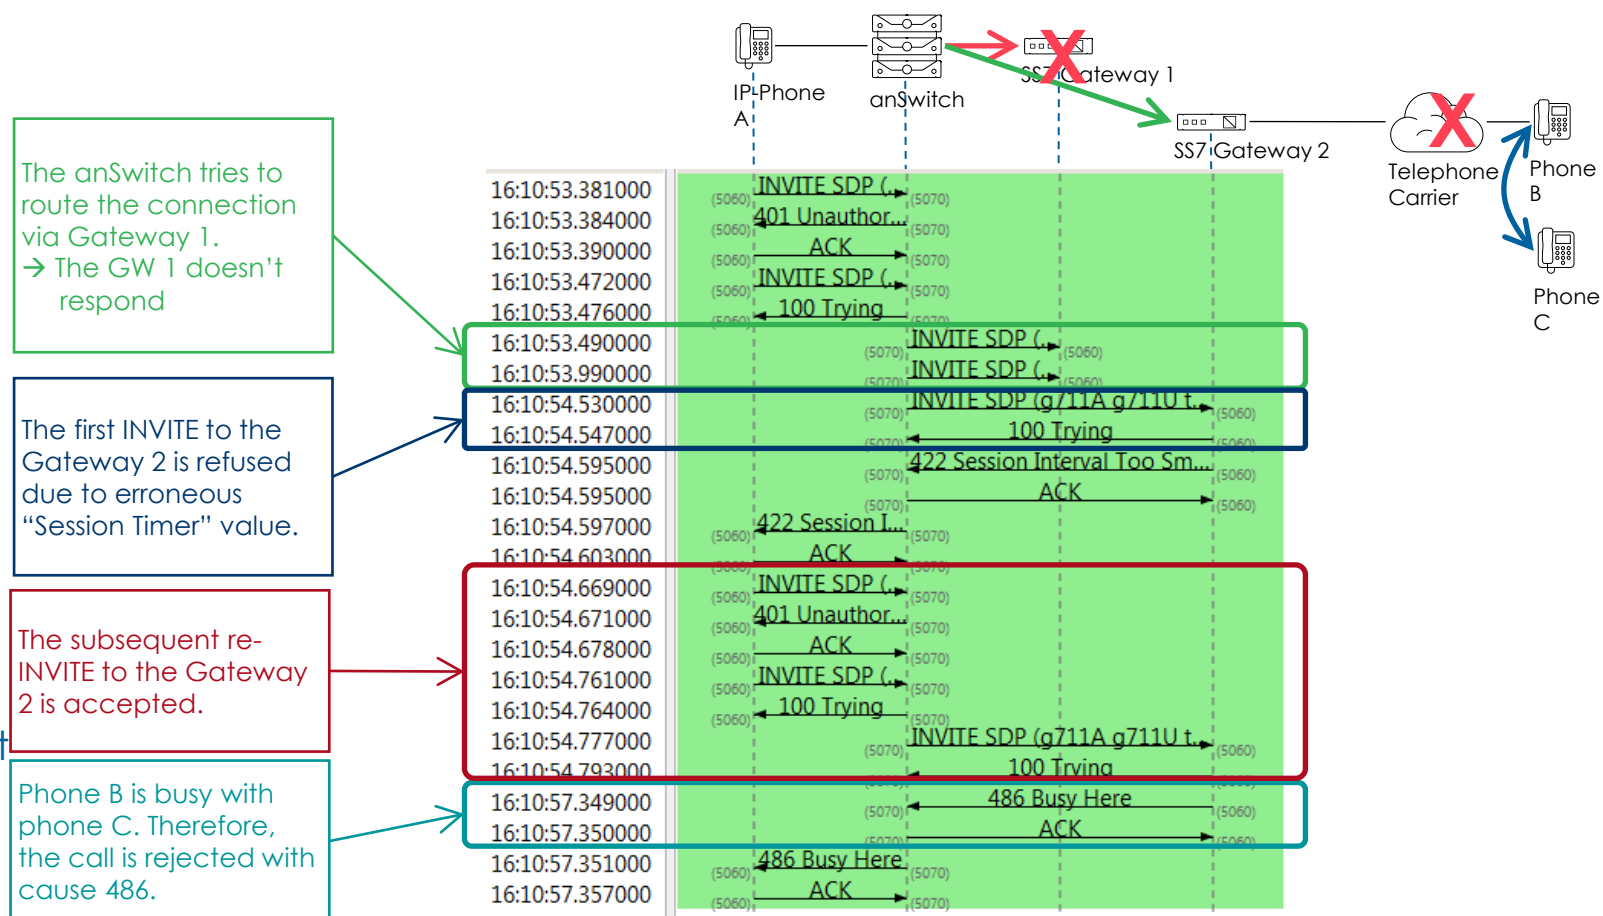 IP-Phone
A
anSwitch
SS7 Gateway 1
SS7 Gateway 2
Telephone
Carrier
Phone
B
Phone
C
The anSwitch tries to
route the connection
via Gateway 1.
→ The GW 1 doesn't
respond
The first INVITE to the
Gateway 2 is refused
due to erroneous
“Session Timer” value.
The subsequent re-
INVITE to the Gateway
2 is accepted.
Phone B is busy with
phone C. Therefore,
the call is rejected with
cause 486.
16:10:53.381000 (5060) INVITE SDP (.. (5070)
16:10:53.384000 (5060) 401 Unauthor... (5070)
16:10:53.390000 (5060) ACK (5070)
16:10:53.472000 (5060) INVITE SDP (.. (5070)
16:10:53.476000 (5060) 100 Trying (5070)
16:10:53.490000 (5070) INVITE SDP (.. (5060)
16:10:53.990000 (5070) INVITE SDP (.. (5060)
16:10:54.530000 (5070) INVITE SDP (g711A g711U t.. (5060)
16:10:54.547000 (5070) 100 Trying (5060)
16:10:54.595000 (5070) 422 Session Interval Too Sm... (5060)
16:10:54.595000 (5070) ACK (5060)
16:10:54.597000 (5060) 422 Session I... (5070)
16:10:54.603000 (5060) ACK (5070)
16:10:54.669000 (5060) INVITE SDP (.. (5070)
16:10:54.671000 (5060) 401 Unauthor... (5070)
16:10:54.678000 (5060) ACK (5070)
16:10:54.761000 (5060) INVITE SDP (.. (5070)
16:10:54.764000 (5060) 100 Trying (5070)
16:10:54.777000 (5070) INVITE SDP (g711A g711U t.. (5060)
16:10:54.793000 (5070) 100 Trying (5060)
16:10:57.349000 (5070) 486 Busy Here (5060)
16:10:57.350000 (5070) ACK (5060)
16:10:57.351000 (5060) 486 Busy Here (5070)
16:10:57.357000 (5060) ACK (5070)